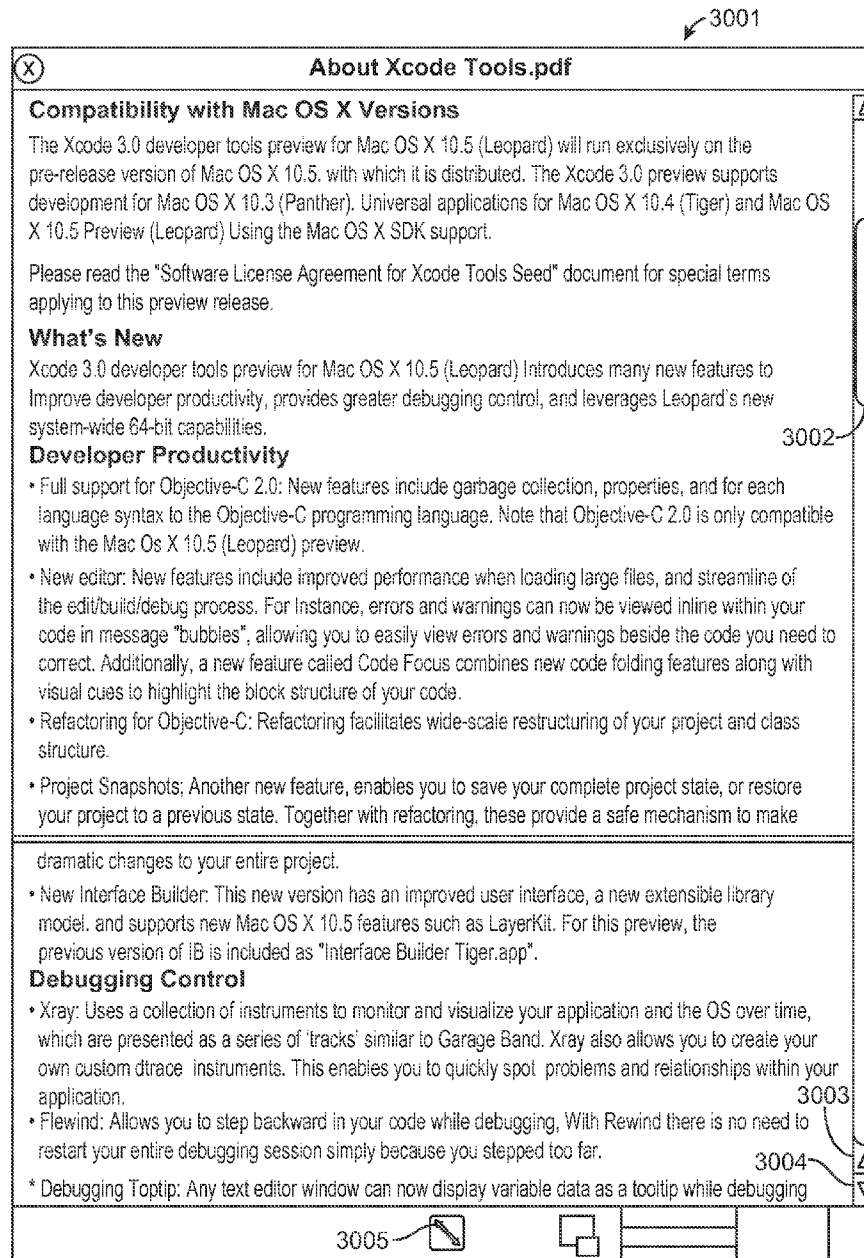 3001
X About Xcode Tools.pdf
Compatibility with Mac OS X Versions
The Xcode 3.0 developer tools preview for Mac OS X 10.5 (Leopard) will run exclusively on the
pre-release version of Mac OS X 10.5. with which it is distributed. The Xcode 3.0 preview supports
development for Mac OS X 10.3 (Panther). Universal applications for Mac OS X 10.4 (Tiger) and Mac OS
X 10.5 Preview (Leopard) Using the Mac OS X SDK support.
Please read the "Software License Agreement for Xcode Tools Seed" document for special terms
applying to this preview release.
What's New
Xcode 3.0 developer tools preview for Mac OS X 10.5 (Leopard) Introduces many new features to
Improve developer productivity, provides greater debugging control, and leverages Leopard's new
system-wide 64-bit capabilities.
3002
Developer Productivity
• Full support for Objective-C 2.0: New features include garbage collection, properties, and for each
language syntax to the Objective-C programming language. Note that Objective-C 2.0 is only compatible
with the Mac Os X 10.5 (Leopard) preview.
• New editor: New features include improved performance when loading large files, and streamline of
the edit/build/debug process. For Instance, errors and warnings can now be viewed inline within your
code in message "bubbles", allowing you to easily view errors and warnings beside the code you need to
correct. Additionally, a new feature called Code Focus combines new code folding features along with
visual cues to highlight the block structure of your code.
• Refactoring for Objective-C: Refactoring facilitates wide-scale restructuring of your project and class
structure.
• Project Snapshots; Another new feature, enables you to save your complete project state, or restore
your project to a previous state. Together with refactoring, these provide a safe mechanism to make
dramatic changes to your entire project.
• New Interface Builder: This new version has an improved user interface, a new extensible library
model. and supports new Mac OS X 10.5 features such as LayerKit. For this preview, the
previous version of IB is included as "Interface Builder Tiger.app".
Debugging Control
• Xray: Uses a collection of instruments to monitor and visualize your application and the OS over time,
which are presented as a series of 'tracks' similar to Garage Band. Xray also allows you to create your
own custom dtrace instruments. This enables you to quickly spot problems and relationships within your
application.
3003
• Flewind: Allows you to step backward in your code while debugging, With Rewind there is no need to
restart your entire debugging session simply because you stepped too far.
3004
* Debugging Toptip: Any text editor window can now display variable data as a tooltip while debugging
3005